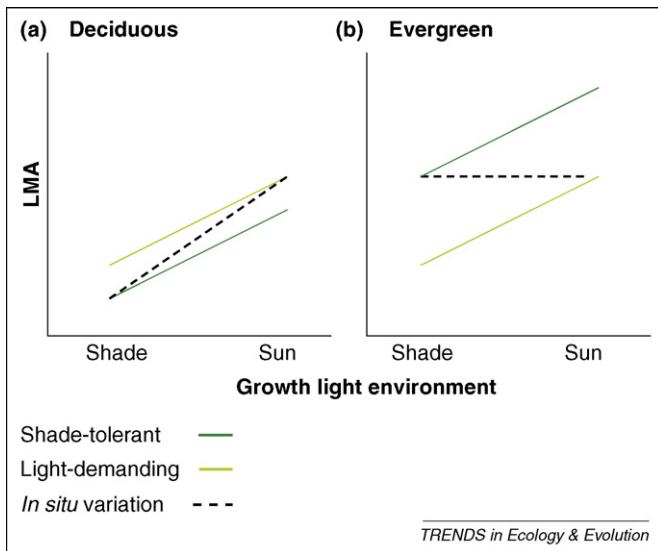 (a) Deciduous
(b) Evergreen
LMA
Shade Sun
Shade Sun
Growth light environment
Shade-tolerant
Light-demanding
In situ variation
TRENDS in Ecology & Evolution